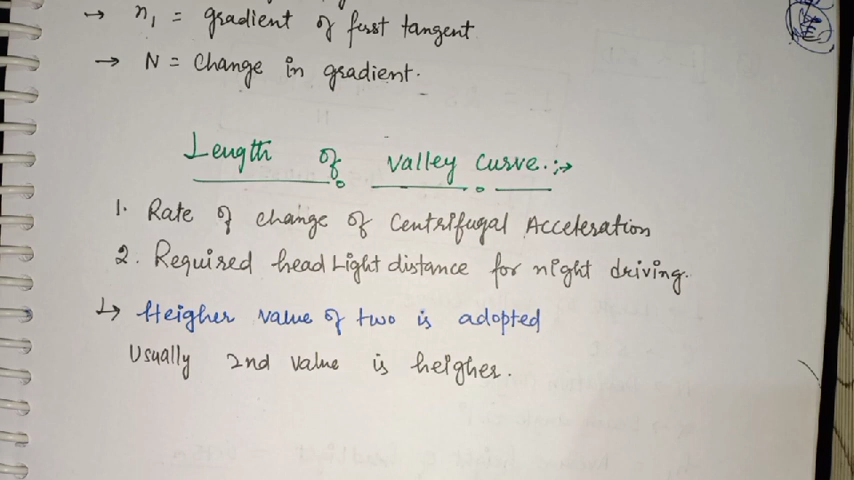 → n₁ = gradient of first tangent
→ N = Change in gradient.
Length of valley Curve.:→
1. Rate of change of Centrifugal Acceleration
2. Required head Light distance for night driving.
↳ Heigher value of two is adopted
Usually 2nd value is heigher.